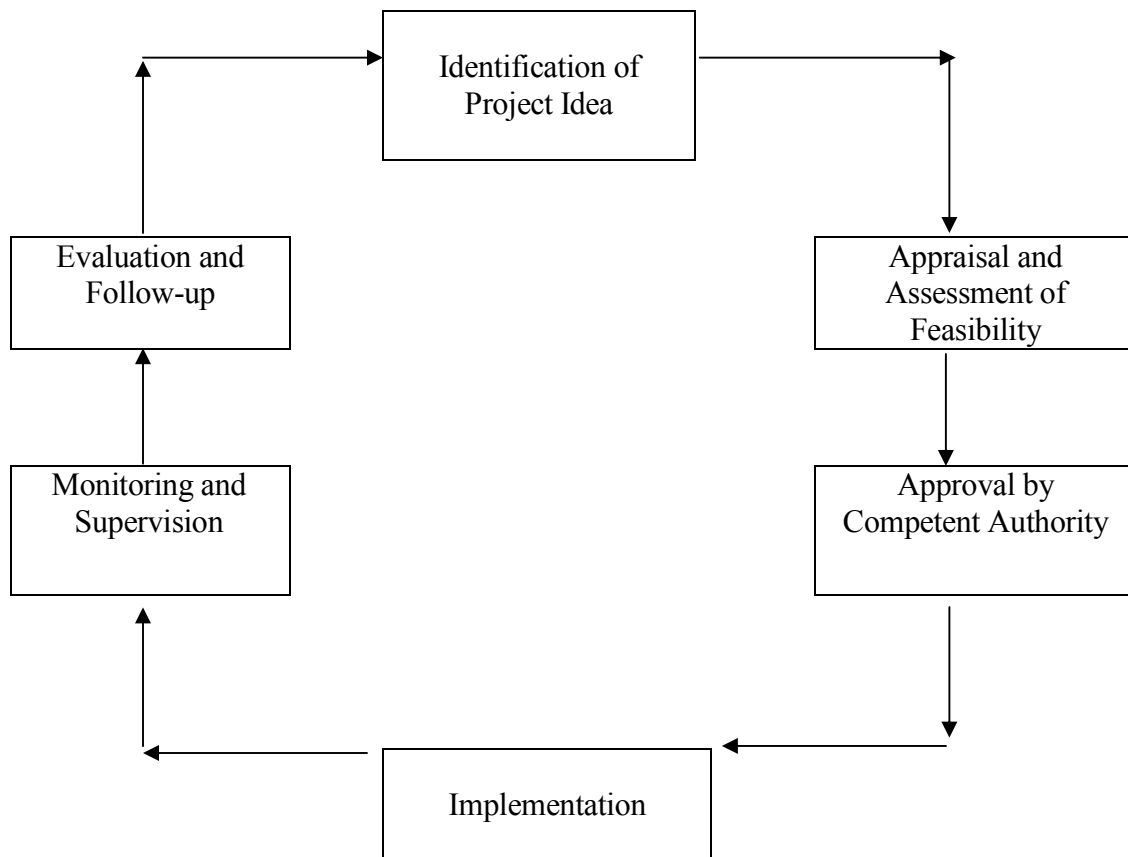 Identification of
Project Idea
Evaluation and
Follow-up
Appraisal and
Assessment of
Feasibility
Monitoring and
Supervision
Approval by
Competent Authority
Implementation